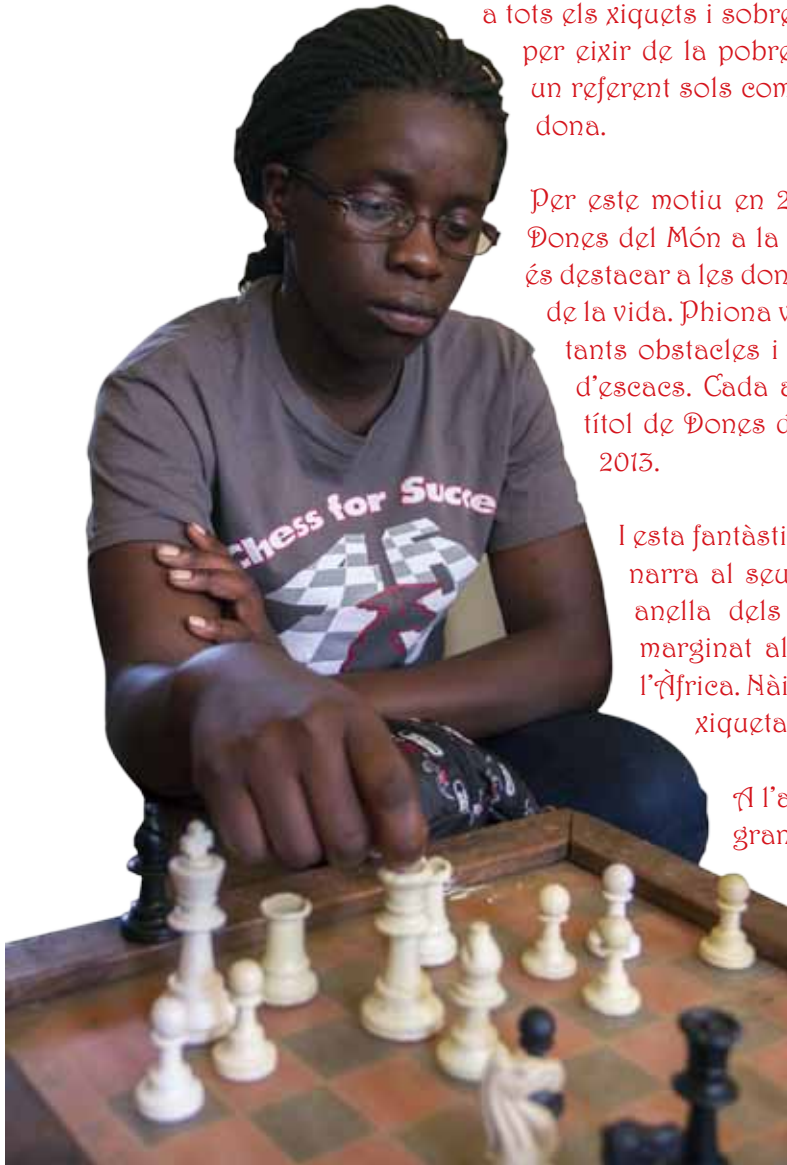 a tots els xiquets i sobre
per eixir de la pobre
un referent sols com
dona.
Per este motiu en 2
Dones del Món a la
és destacar a les don
de la vida. Phiona v
tants obstacles i
d'escacs. Cada a
títol de Dones d
2013.
I esta fantàsti
narra al seu
anella dels
marginat al
l'Àfrica. Nài
xiqueta
A l'a
gran
Chess for Succe